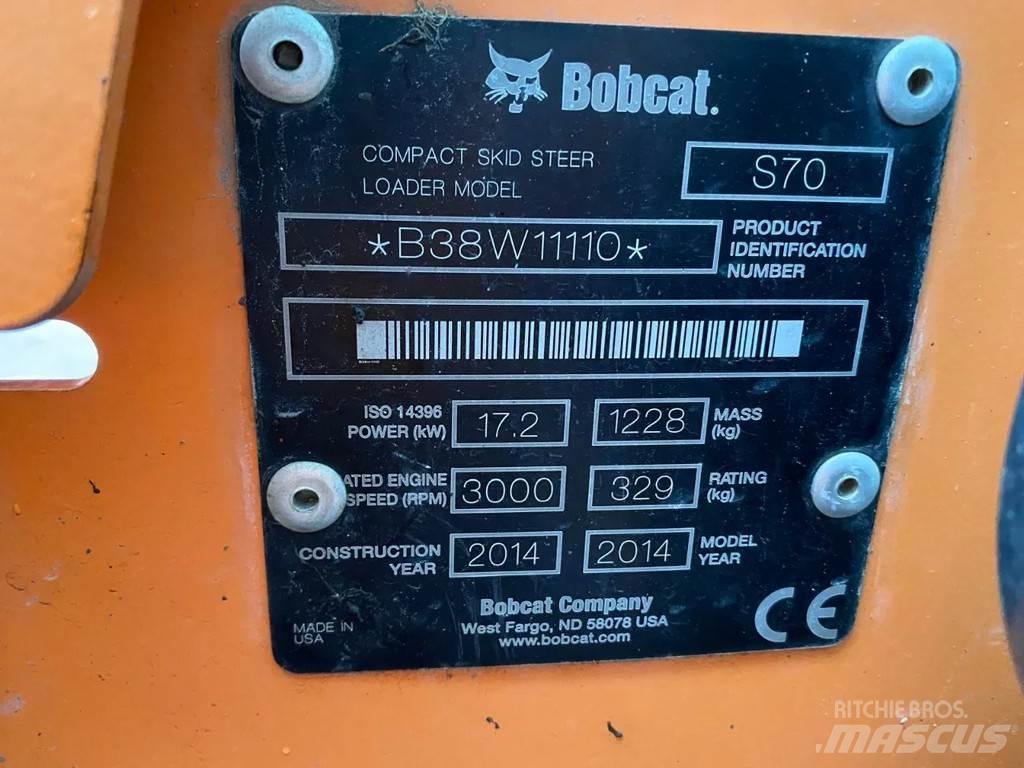 Bobcat.
COMPACT SKID STEER
LOADER MODEL
S70
*B38W11110*
PRODUCT
IDENTIFICATION
NUMBER
ISO 14396
POWER (kW)
17.2
1228
MASS
(kg)
ATED ENGINE
SPEED (RPM)
3000
329
RATING
(kg)
CONSTRUCTION
YEAR
2014
2014
MODEL
YEAR
Bobcat Company
West Fargo, ND 58078 USA
www.bobcat.com
MADE IN
USA
CE
RITCHIE BROS.
MASCUS